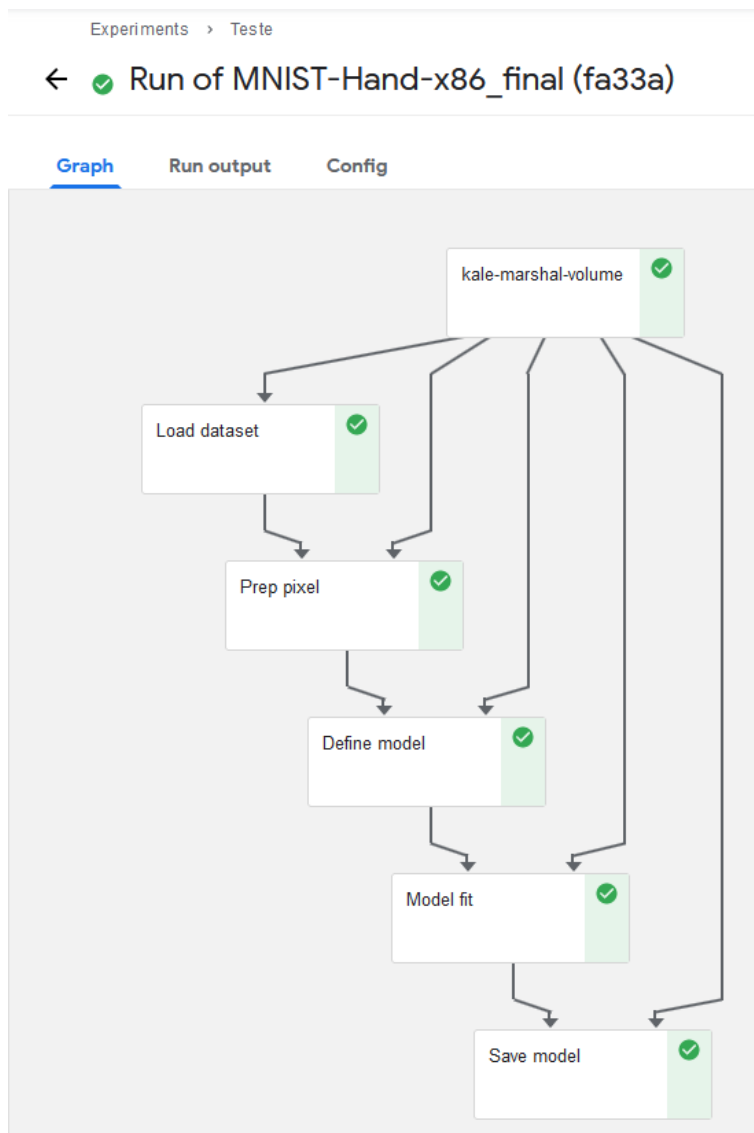 Experiments > Teste
Run of MNIST-Hand-x86_final (fa33a)
Graph Run output Config
kale-marshal-volume
Load dataset
Prep pixel
Define model
Model fit
Save model